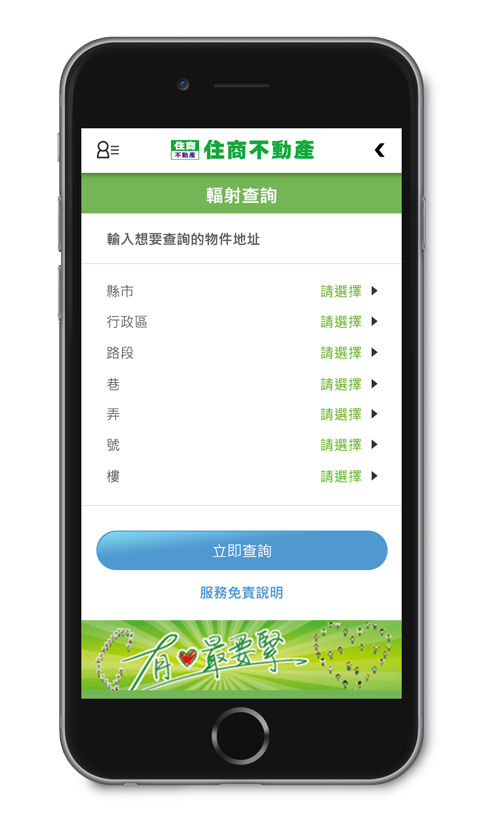 住商
不動產
住商不動產
輻射查詢
輸入想要查詢的物件地址
縣市 請選擇
行政區 請選擇
路段 請選擇
巷 請選擇
弄 請選擇
號 請選擇
樓 請選擇
立即查詢
服務免責說明
有 最要緊